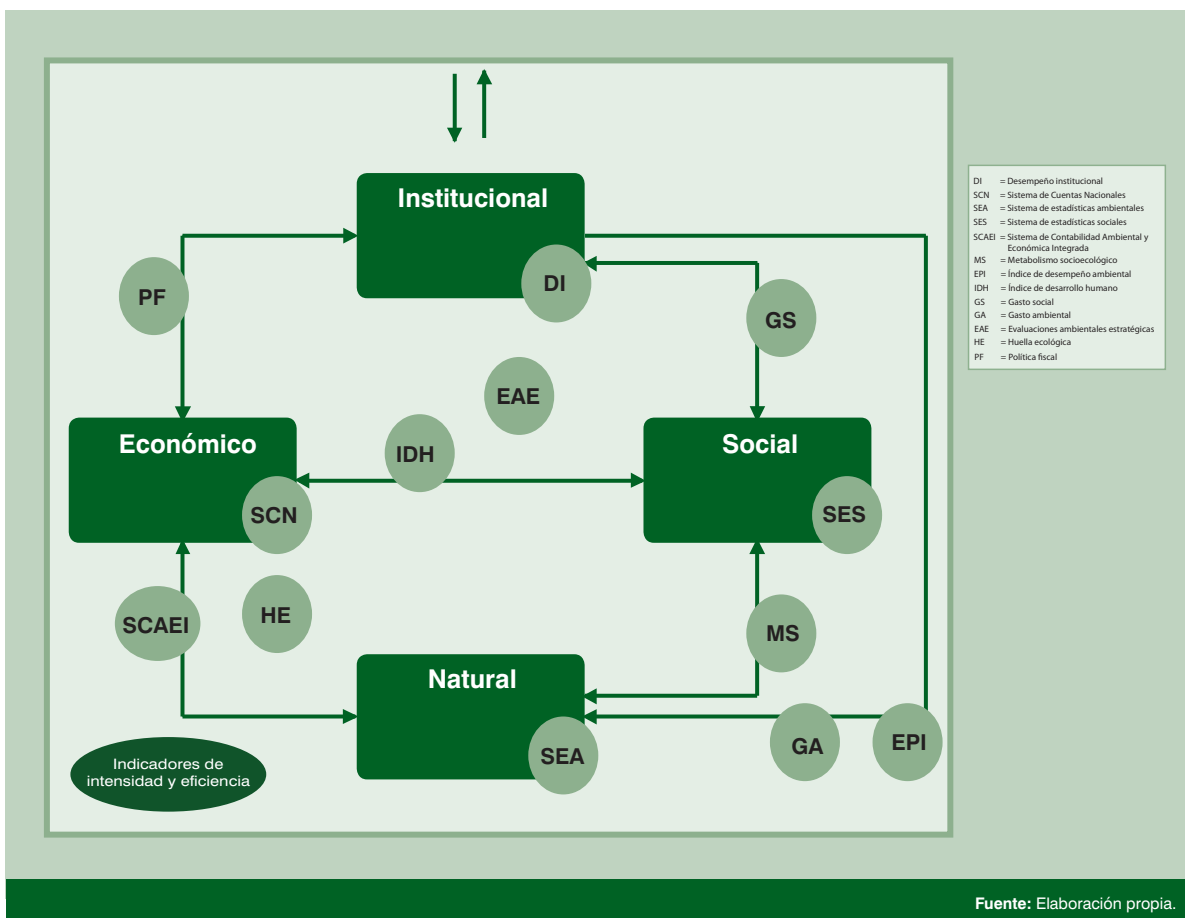 Institucional
DI
PF
GS
EAE
Económico
IDH
Social
SCN
SES
SCAEI
HE
MS
Natural
SEA
GA
EPI
Indicadores de
intensidad y eficiencia
DI = Desempeño institucional
SCN = Sistema de Cuentas Nacionales
SEA = Sistema de estadísticas ambientales
SES = Sistema de estadísticas sociales
SCAEI = Sistema de Contabilidad Ambiental y
Económica Integrada
MS = Metabolismo socioecológico
EPI = Índice de desempeño ambiental
IDH = Índice de desarrollo humano
GS = Gasto social
GA = Gasto ambiental
EAE = Evaluaciones ambientales estratégicas
HE = Huella ecológica
PF = Política fiscal
Fuente: Elaboración propia.